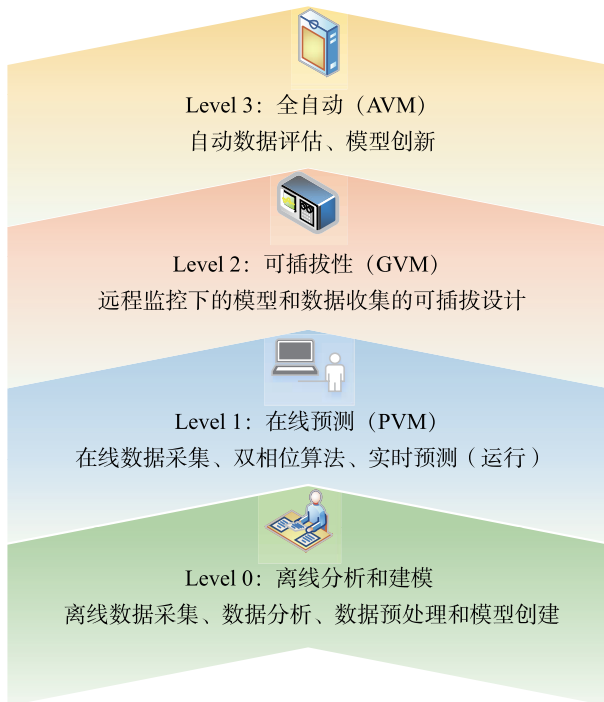 Level 3：全自动（AVM）
自动数据评估、模型创新
Level 2：可插拔性（GVM）
远程监控下的模型和数据收集的可插拔设计
Level 1：在线预测（PVM）
在线数据采集、双相位算法、实时预测（运行）
Level 0：离线分析和建模
离线数据采集、数据分析、数据预处理和模型创建